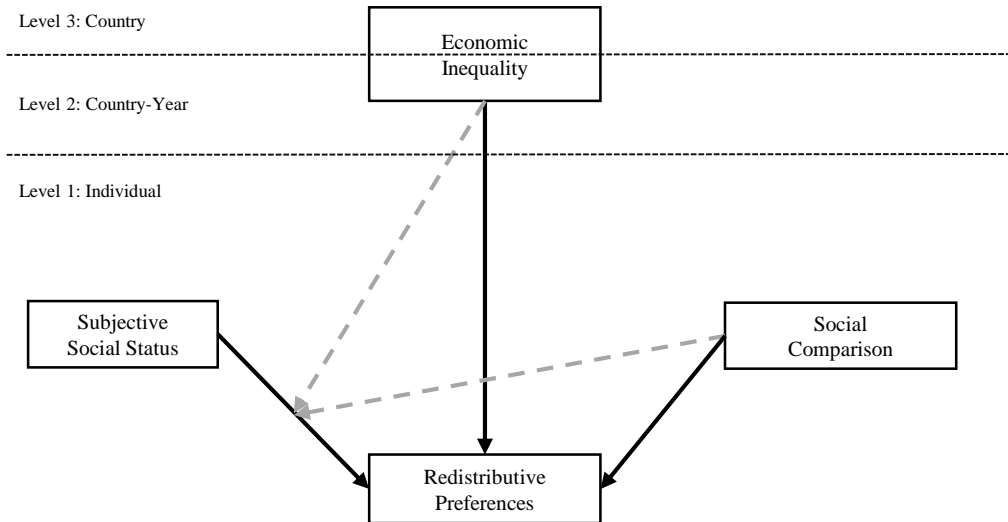 Level 3: Country
Economic
Inequality
Level 2: Country-Year
Level 1: Individual
Subjective
Social Status
Social
Comparison
Redistributive
Preferences